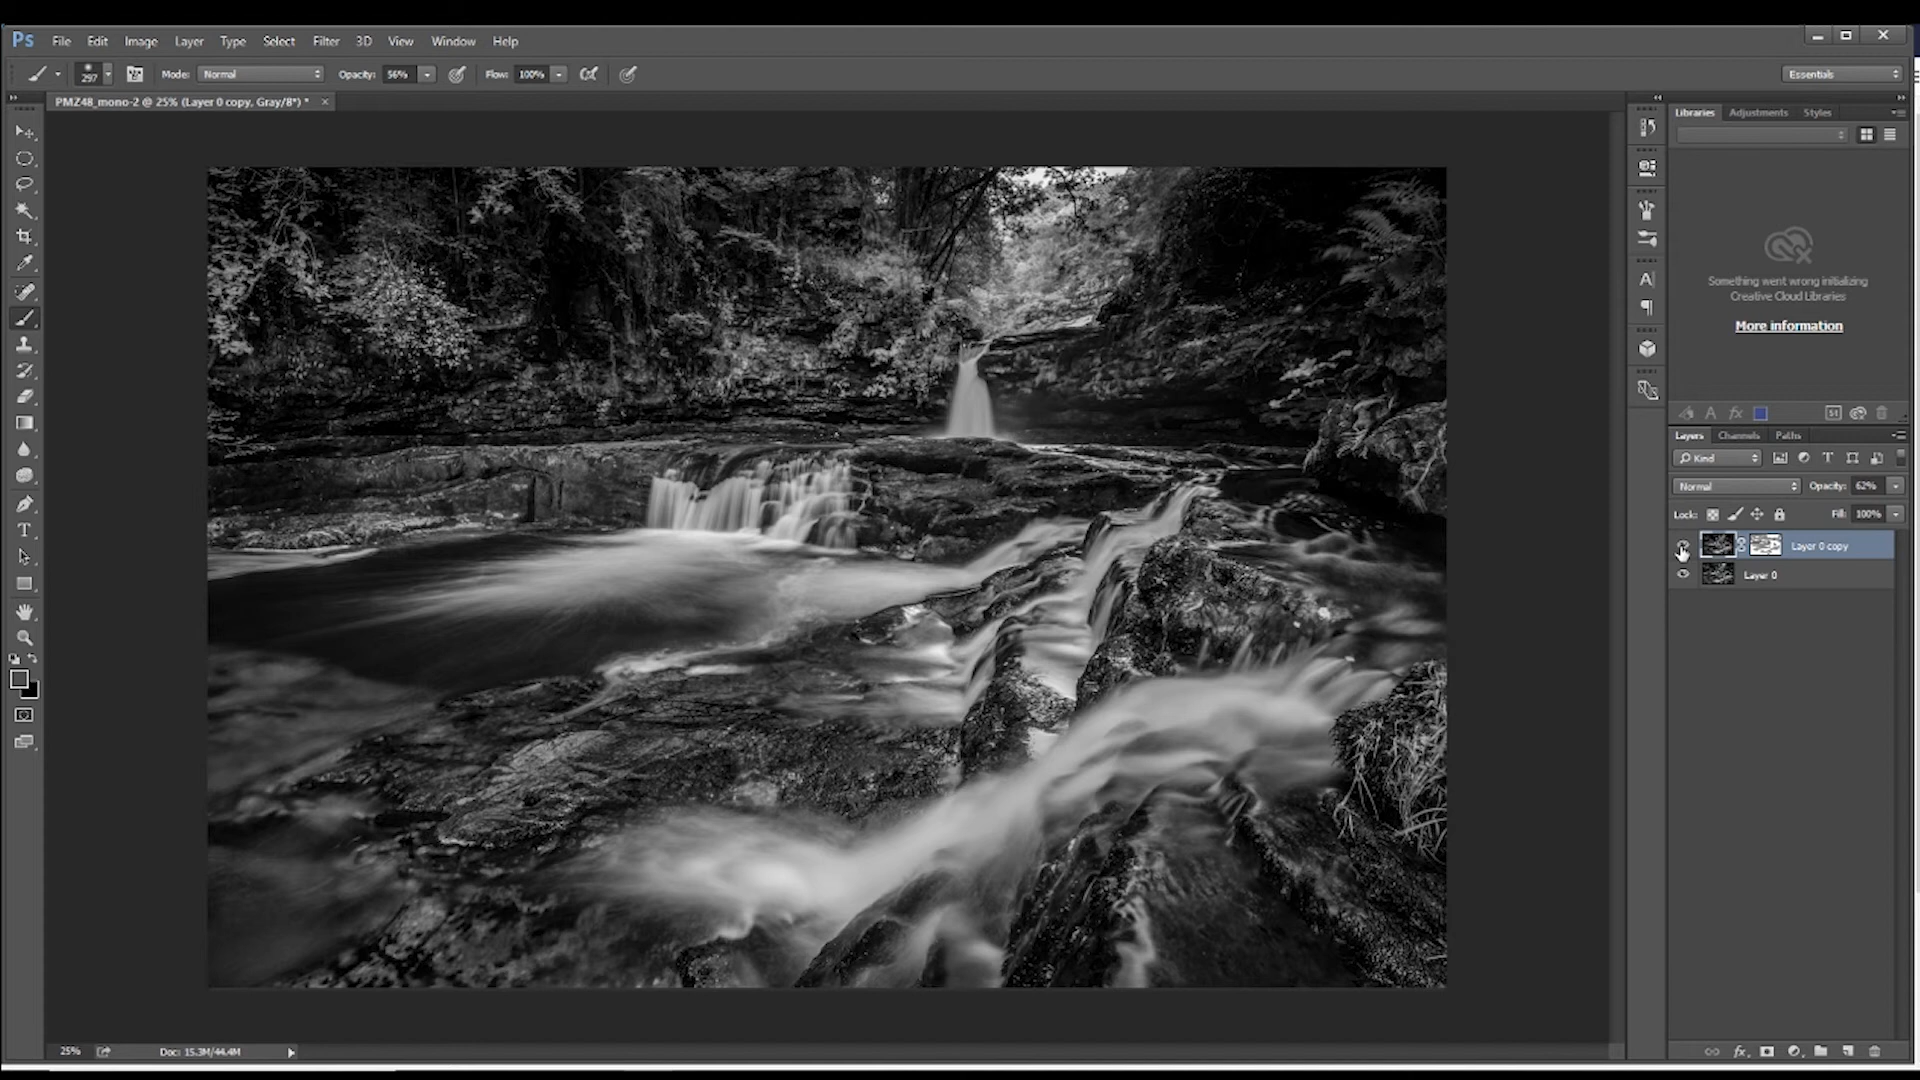 Ps File Edit Image Layer Type Select Filter 3D View Window Help
297 Mode: Normal Opacity: 56% Flow: 100% Essentials
PMZ48_mono-2 @ 25% (Layer 0 copy, Gray/8*) * ×
Libraries Adjustments Styles
Something went wrong initializing
Creative Cloud Libraries
More information
Layers Channels Paths
Kind
Normal Opacity: 62%
Lock: Fill: 100%
Layer 0 copy
Layer 0
25% Doc: 15.3M/44.4M